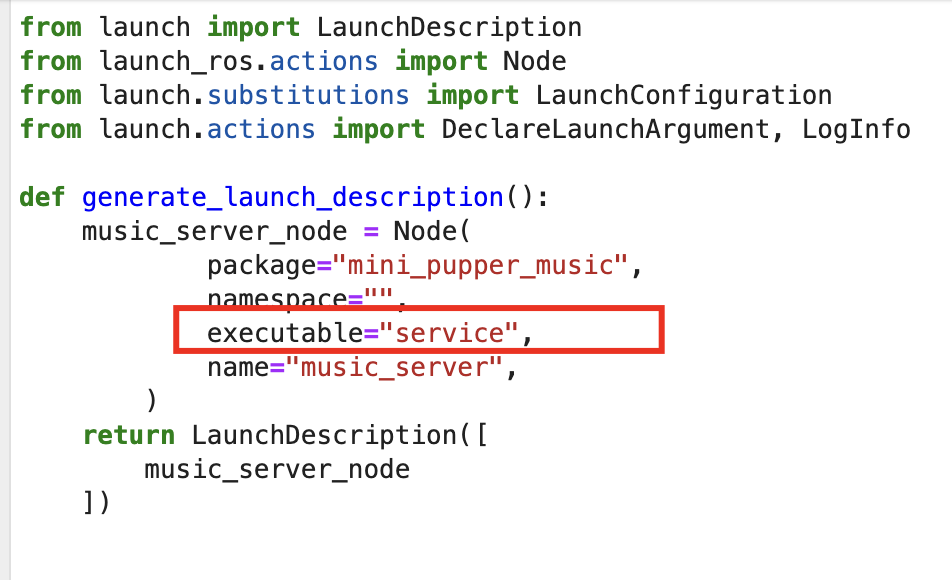 from launch import LaunchDescription
from launch_ros.actions import Node
from launch.substitutions import LaunchConfiguration
from launch.actions import DeclareLaunchArgument, LogInfo

def generate_launch_description():
    music_server_node = Node(
            package="mini_pupper_music",
            namespace="",
            executable="service",
            name="music_server",
        )
    return LaunchDescription([
        music_server_node
    ])